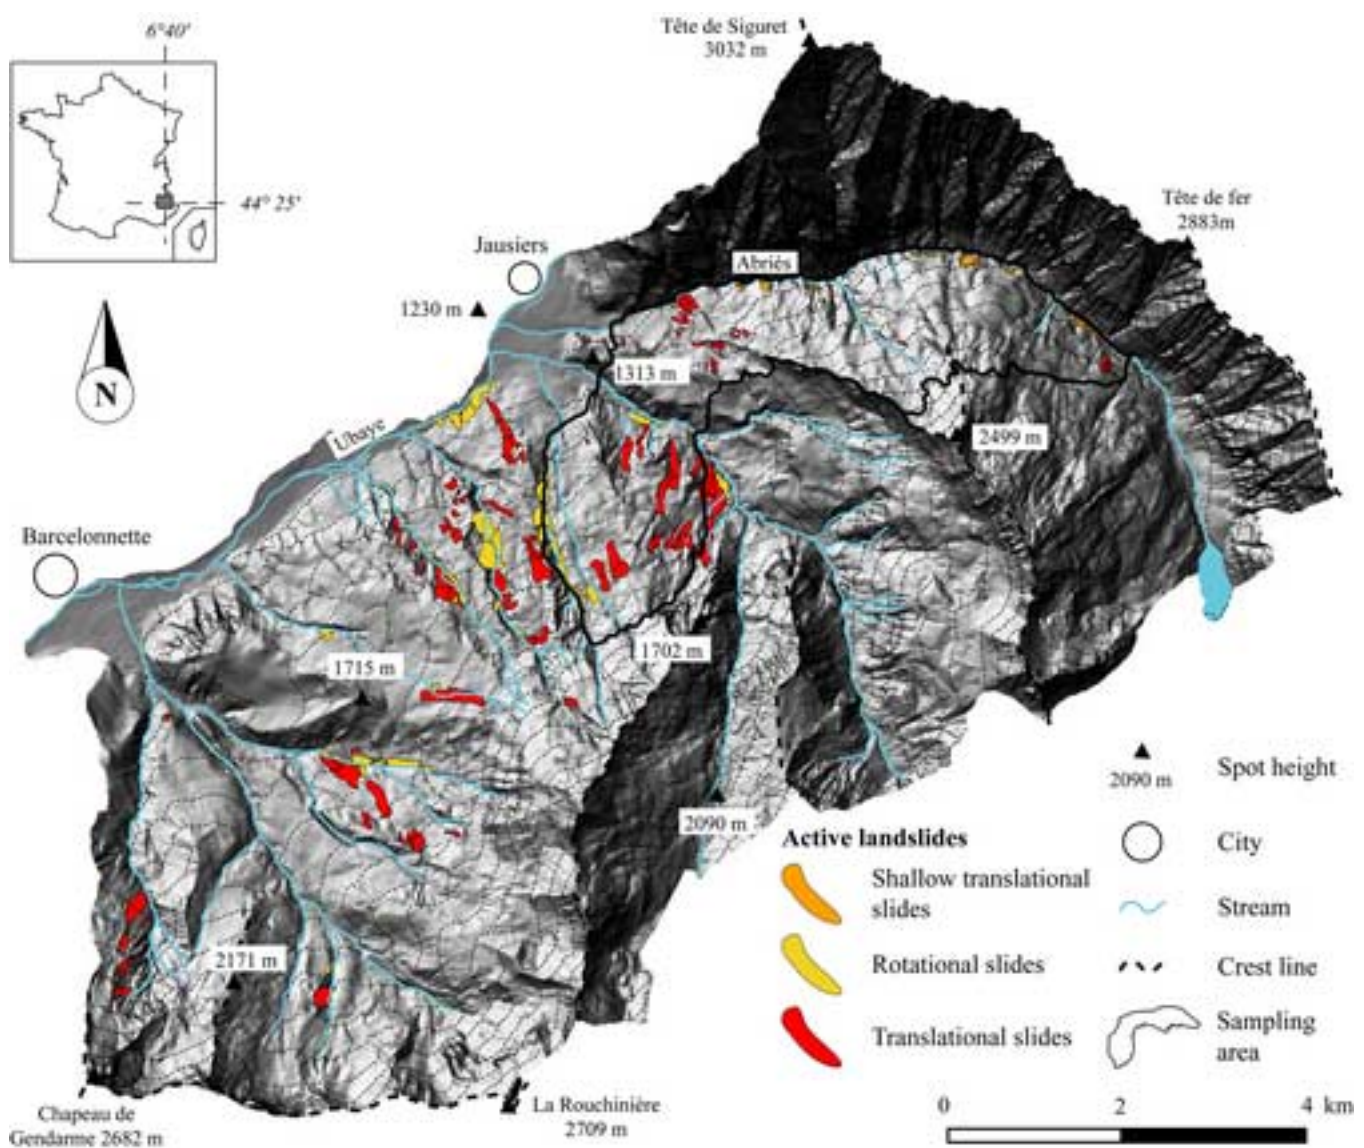 6°40'
44° 25'
Tête de Siguret
3032 m
Tête de fer
2883m
Jausiers
Abriès
1230 m
1313 m
2499 m
Ubaye
Barcelonnette
1702 m
1715 m
2090 m
2171 m
N
Chapeau de
Gendarme 2682 m
La Rouchinière
2709 m
Active landslides
Shallow translational
slides
Rotational slides
Translational slides
2090 m
Spot height
City
Stream
Crest line
Sampling
area
0 2 4 km